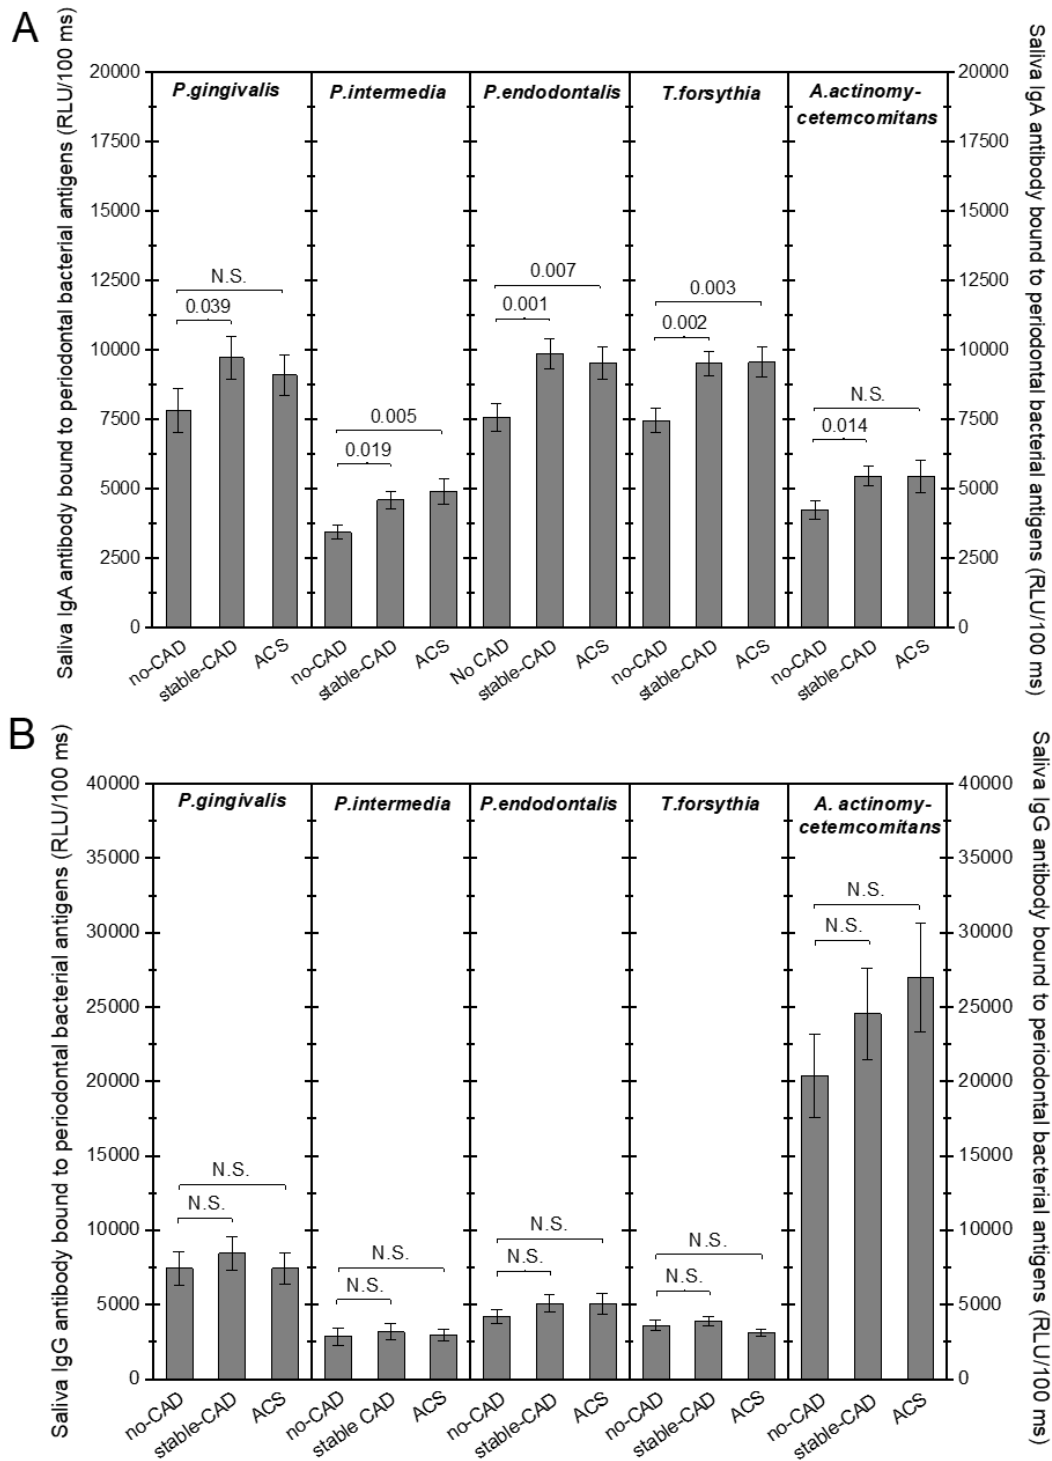 A
Saliva IgA antibody bound to periodontal bacterial antigens (RLU/100 ms)
20000
17500
15000
12500
10000
7500
5000
2500
0
P.gingivalis
N.S.
0.039
no-CAD
stable-CAD
ACS
P.intermedia
0.005
0.019
no-CAD
stable-CAD
ACS
P.endodontalis
0.007
0.001
No CAD
stable-CAD
ACS
T.forsythia
0.003
0.002
no-CAD
stable-CAD
ACS
A.actinomy-
cetemcomitans
N.S.
0.014
no-CAD
stable-CAD
ACS
20000
17500
15000
12500
10000
7500
5000
2500
0
Saliva IgA antibody bound to periodontal bacterial antigens (RLU/100 ms)
B
Saliva IgG antibody bound to periodontal bacterial antigens (RLU/100 ms)
40000
35000
30000
25000
20000
15000
10000
5000
0
P.gingivalis
N.S.
N.S.
no-CAD
stable-CAD
ACS
P.intermedia
N.S.
N.S.
no-CAD
stable CAD
ACS
P.endodontalis
N.S.
N.S.
no-CAD
stable-CAD
ACS
T.forsythia
N.S.
N.S.
no-CAD
stable-CAD
ACS
A. actinomy-
cetemcomitans
N.S.
N.S.
no-CAD
stable-CAD
ACS
40000
35000
30000
25000
20000
15000
10000
5000
0
Saliva IgG antibody bound to periodontal bacterial antigens (RLU/100 ms)